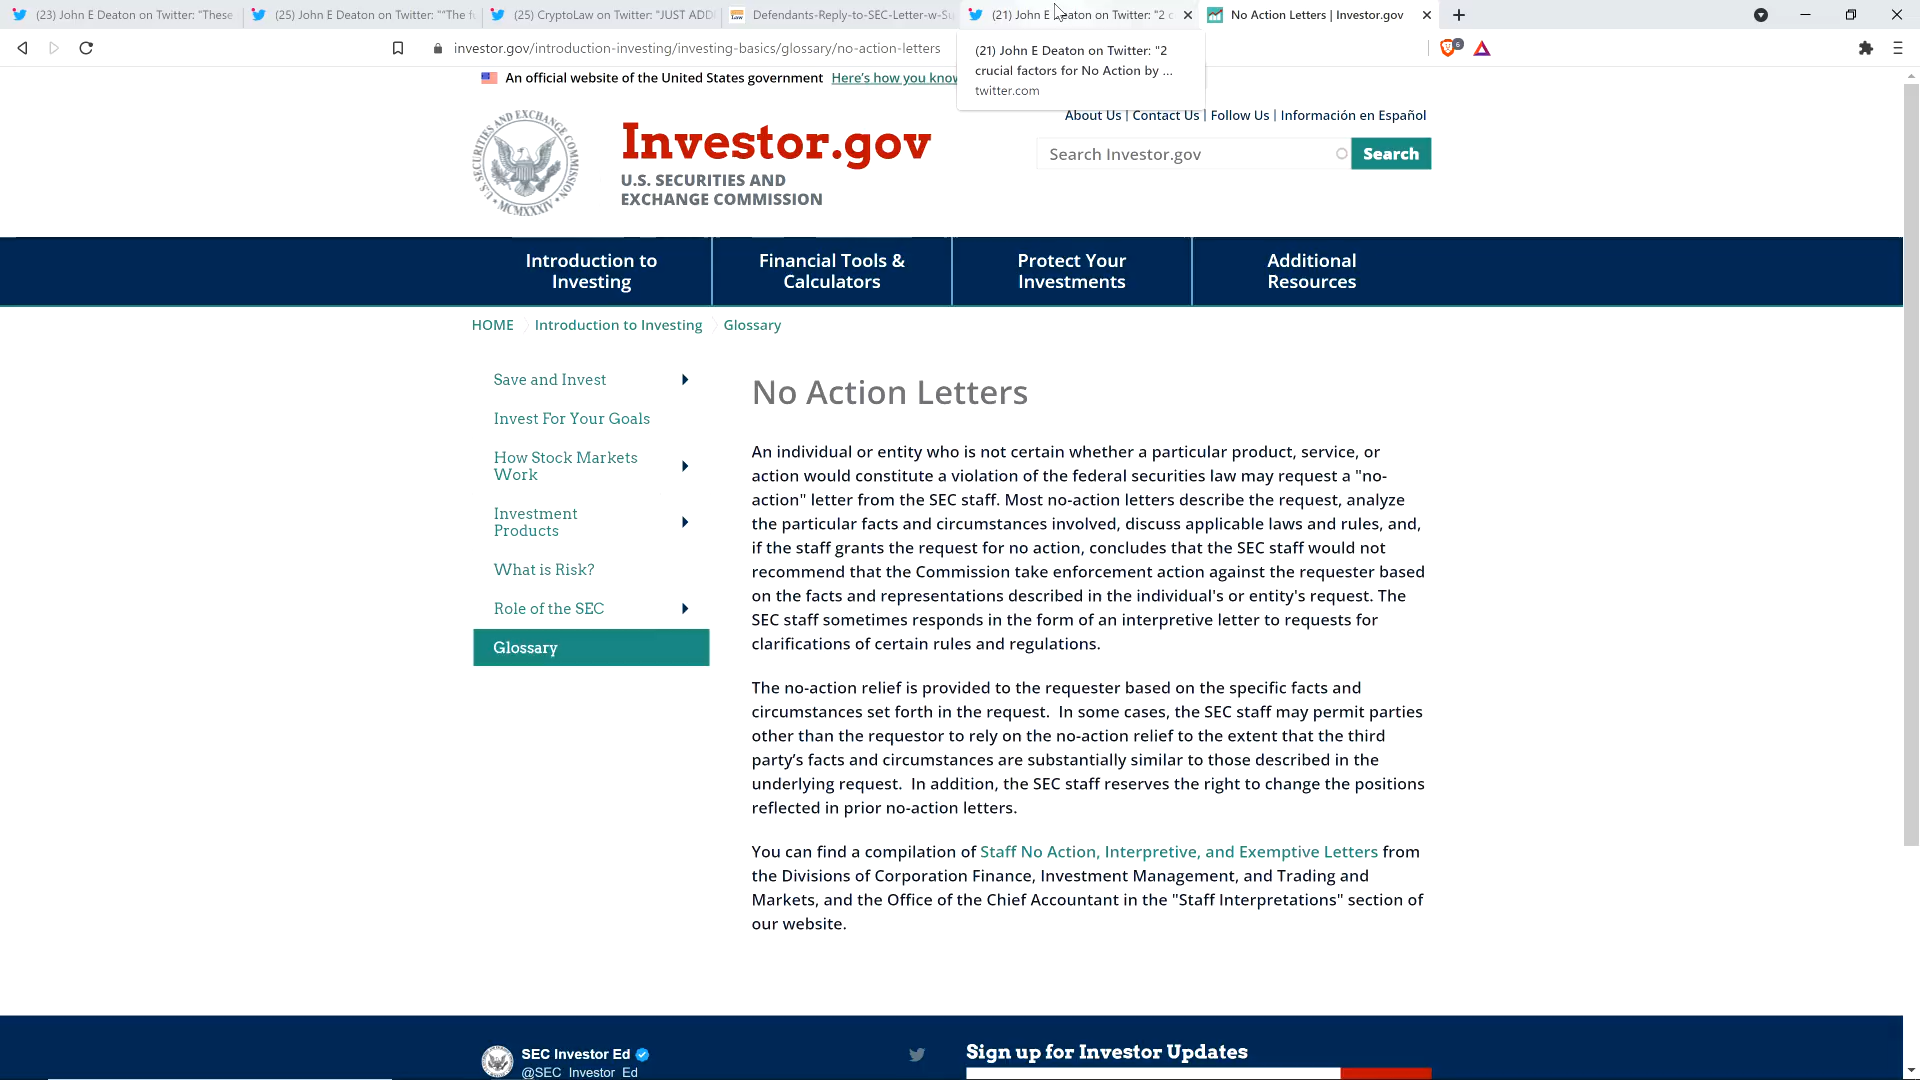 (23) John E Deaton on Twitter: "These
(25) John E Deaton on Twitter: "“The f
(25) CryptoLaw on Twitter: "JUST ADD
Defendants-Reply-to-SEC-Letter-w-Su
(21) John E Deaton on Twitter: "2 c
No Action Letters | Investor.gov
investor.gov/introduction-investing/investing-basics/glossary/no-action-letters
6
(21) John E Deaton on Twitter: "2
crucial factors for No Action by ...
twitter.com
An official website of the United States government Here’s how you know
About Us | Contact Us | Follow Us | Información en Español
SECURITIES AND EXCHANGE COMMISSION
MCMXXXIV
Investor.gov
U.S. SECURITIES AND
EXCHANGE COMMISSION
Search Investor.gov
Search
Introduction to
Investing
Financial Tools &
Calculators
Protect Your
Investments
Additional
Resources
HOME
Introduction to Investing
Glossary
Save and Invest
Invest For Your Goals
How Stock Markets
Work
Investment
Products
What is Risk?
Role of the SEC
Glossary
No Action Letters
An individual or entity who is not certain whether a particular product, service, or
action would constitute a violation of the federal securities law may request a "no-
action" letter from the SEC staff. Most no-action letters describe the request, analyze
the particular facts and circumstances involved, discuss applicable laws and rules, and,
if the staff grants the request for no action, concludes that the SEC staff would not
recommend that the Commission take enforcement action against the requester based
on the facts and representations described in the individual's or entity's request. The
SEC staff sometimes responds in the form of an interpretive letter to requests for
clarifications of certain rules and regulations.
The no-action relief is provided to the requester based on the specific facts and
circumstances set forth in the request.  In some cases, the SEC staff may permit parties
other than the requestor to rely on the no-action relief to the extent that the third
party’s facts and circumstances are substantially similar to those described in the
underlying request.  In addition, the SEC staff reserves the right to change the positions
reflected in prior no-action letters.
You can find a compilation of Staff No Action, Interpretive, and Exemptive Letters from
the Divisions of Corporation Finance, Investment Management, and Trading and
Markets, and the Office of the Chief Accountant in the "Staff Interpretations" section of
our website.
SEC Investor Ed
@SEC_Investor_Ed
Sign up for Investor Updates